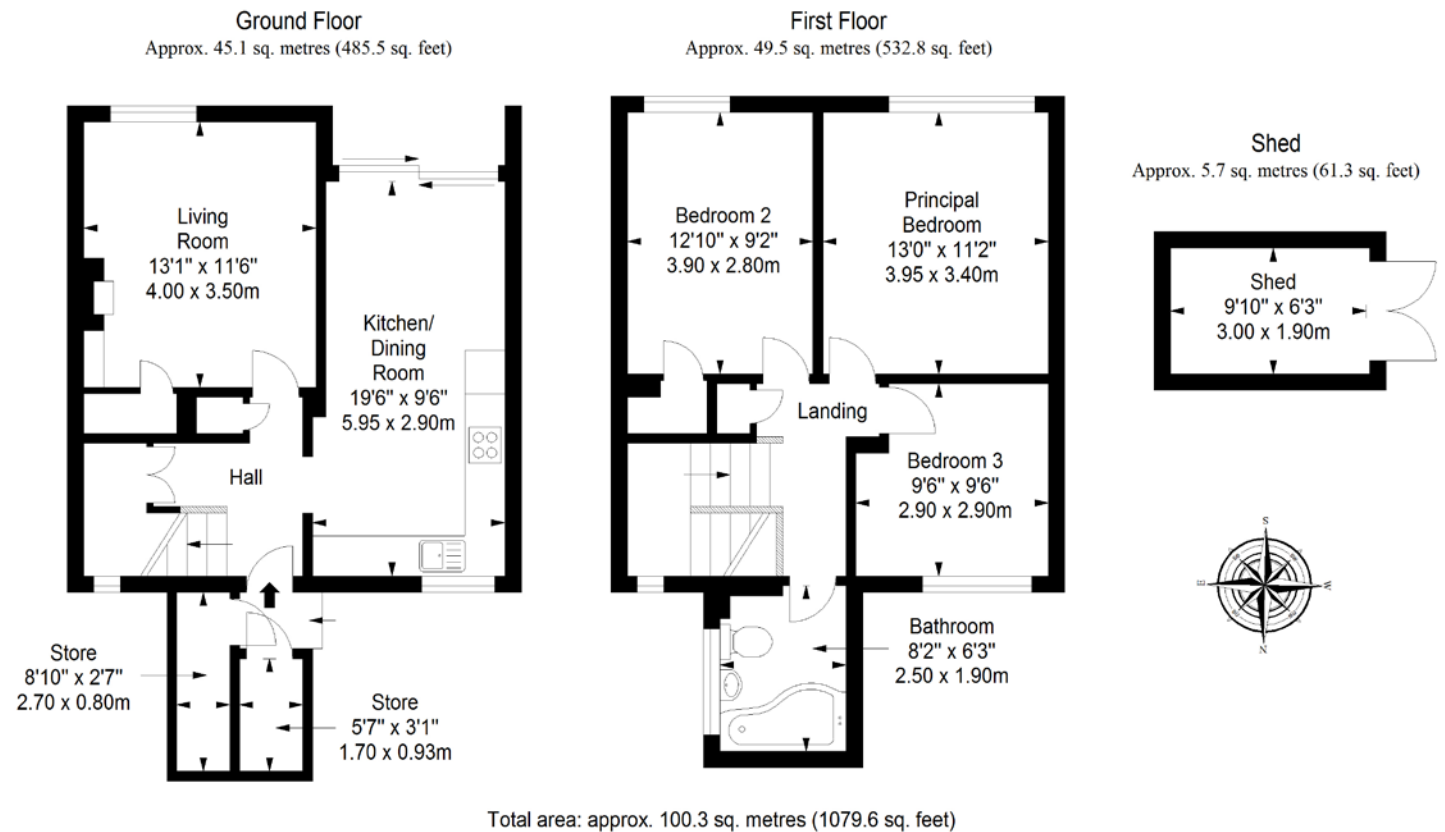 Ground Floor
Approx. 45.1 sq. metres (485.5 sq. feet)
Living
Room
13'1" x 11'6"
4.00 x 3.50m
Kitchen/
Dining
Room
19'6" x 9'6"
5.95 x 2.90m
Hall
Store
8'10" x 2'7"
2.70 x 0.80m
Store
5'7" x 3'1"
1.70 x 0.93m
First Floor
Approx. 49.5 sq. metres (532.8 sq. feet)
Bedroom 2
12'10" x 9'2"
3.90 x 2.80m
Principal
Bedroom
13'0" x 11'2"
3.95 x 3.40m
Landing
Bedroom 3
9'6" x 9'6"
2.90 x 2.90m
Bathroom
8'2" x 6'3"
2.50 x 1.90m
Shed
Approx. 5.7 sq. metres (61.3 sq. feet)
Shed
9'10" x 6'3"
3.00 x 1.90m
S
E
W
N
Total area: approx. 100.3 sq. metres (1079.6 sq. feet)